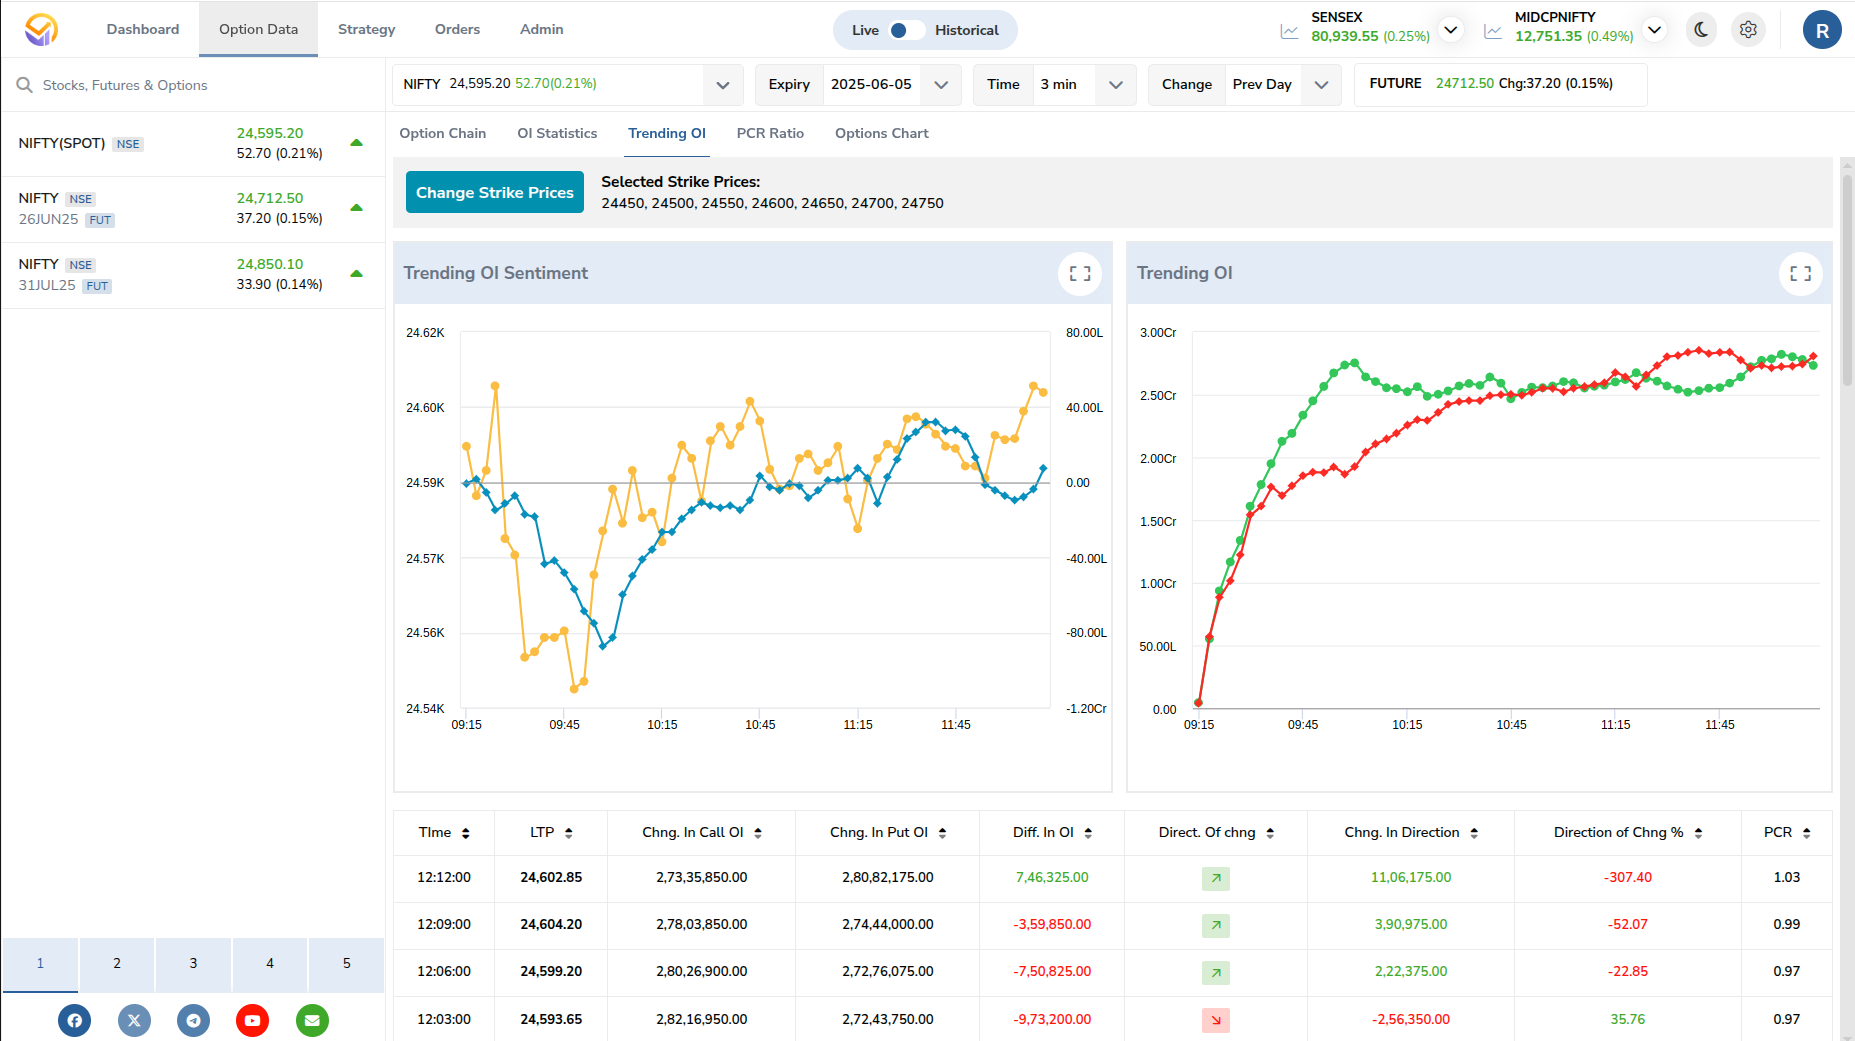 Dashboard Option Data Strategy Orders Admin
Live Historical
SENSEX
80,939.55 (0.25%)
MIDCPNIFTY
12,751.35 (0.49%)
R
Stocks, Futures & Options
NIFTY 24,595.20 52.70(0.21%)
Expiry 2025-06-05
Time 3 min
Change Prev Day
FUTURE 24712.50 Chg:37.20 (0.15%)
NIFTY(SPOT) NSE
24,595.20
52.70 (0.21%)
NIFTY NSE
26JUN25 FUT
24,712.50
37.20 (0.15%)
NIFTY NSE
31JUL25 FUT
24,850.10
33.90 (0.14%)
1 2 3 4 5
Option Chain OI Statistics Trending OI PCR Ratio Options Chart
Change Strike Prices
Selected Strike Prices:
24450, 24500, 24550, 24600, 24650, 24700, 24750
Trending OI Sentiment
24.62K
24.60K
24.59K
24.57K
24.56K
24.54K
80.00L
40.00L
0.00
-40.00L
-80.00L
-1.20Cr
09:15 09:45 10:15 10:45 11:15 11:45
Trending OI
3.00Cr
2.50Cr
2.00Cr
1.50Cr
1.00Cr
50.00L
0.00
09:15 09:45 10:15 10:45 11:15 11:45
TIme LTP Chng. In Call OI Chng. In Put OI Diff. In OI Direct. Of chng Chng. In Direction Direction of Chng % PCR
12:12:00 24,602.85 2,73,35,850.00 2,80,82,175.00 7,46,325.00 11,06,175.00 -307.40 1.03
12:09:00 24,604.20 2,78,03,850.00 2,74,44,000.00 -3,59,850.00 3,90,975.00 -52.07 0.99
12:06:00 24,599.20 2,80,26,900.00 2,72,76,075.00 -7,50,825.00 2,22,375.00 -22.85 0.97
12:03:00 24,593.65 2,82,16,950.00 2,72,43,750.00 -9,73,200.00 -2,56,350.00 35.76 0.97